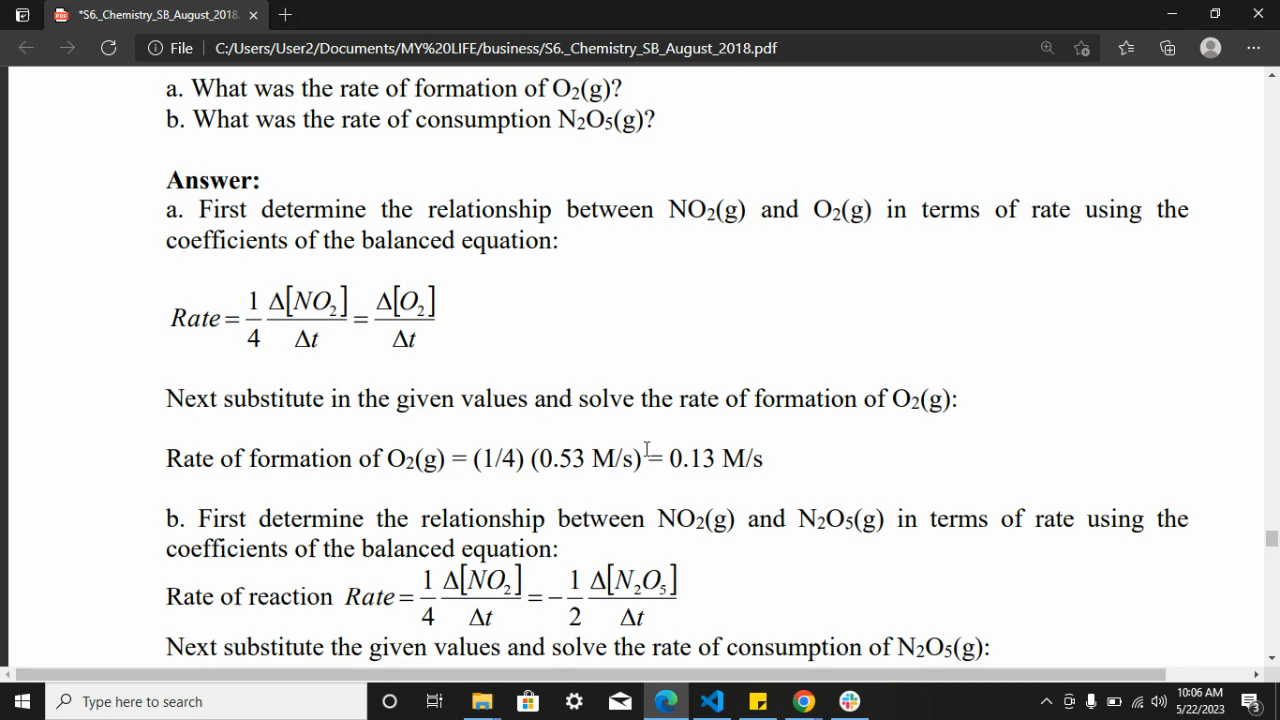 *S6._Chemistry_SB_August_2018.
File C:/Users/User2/Documents/MY%20LIFE/business/S6._Chemistry_SB_August_2018.pdf
a. What was the rate of formation of O₂(g)?
b. What was the rate of consumption N₂O₅(g)?
Answer:
a. First determine the relationship between NO₂(g) and O₂(g) in terms of rate using the
coefficients of the balanced equation:
Rate = 1/4 Δ[NO₂]/Δt = Δ[O₂]/Δt
Next substitute in the given values and solve the rate of formation of O₂(g):
Rate of formation of O₂(g) = (1/4) (0.53 M/s) = 0.13 M/s
b. First determine the relationship between NO₂(g) and N₂O₅(g) in terms of rate using the
coefficients of the balanced equation:
Rate of reaction Rate = 1/4 Δ[NO₂]/Δt = − 1/2 Δ[N₂O₅]/Δt
Next substitute the given values and solve the rate of consumption of N₂O₅(g):
Type here to search
10:06 AM
5/22/2023
3